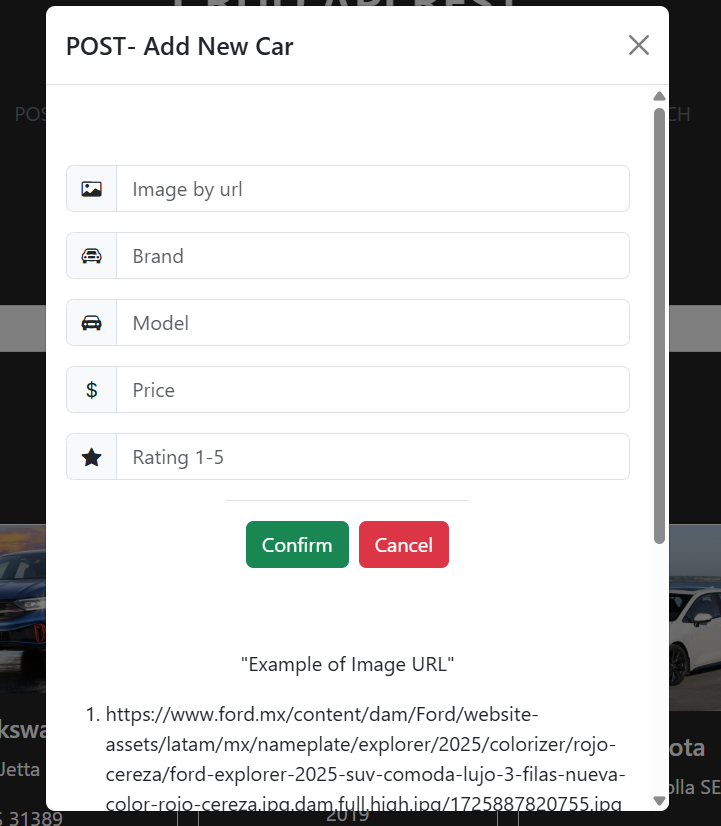 POST- Add New Car
POS
CH
Image by url
Brand
Model
$
Price
Rating 1-5
Confirm
Cancel
"Example of Image URL"
1. https://www.ford.mx/content/dam/Ford/website-
assets/latam/mx/nameplate/explorer/2025/colorizer/rojo-
cereza/ford-explorer-2025-suv-comoda-lujo-3-filas-nueva-
color-rojo-cereza.jpg.dam.full.high.jpg/1725887820755.jpg
kswa
ota
Jetta
olla SE
31389
2019